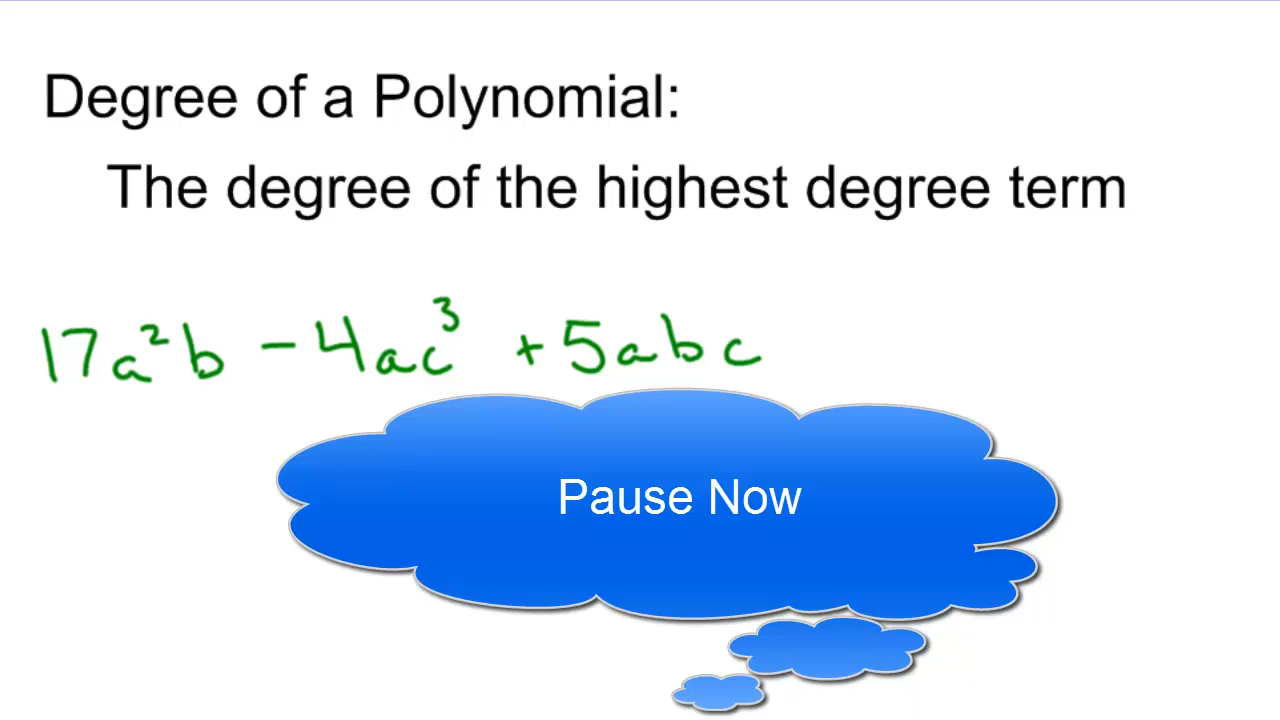 Degree of a Polynomial:
The degree of the highest degree term
17a²b - 4ac³ + 5abc
Pause Now